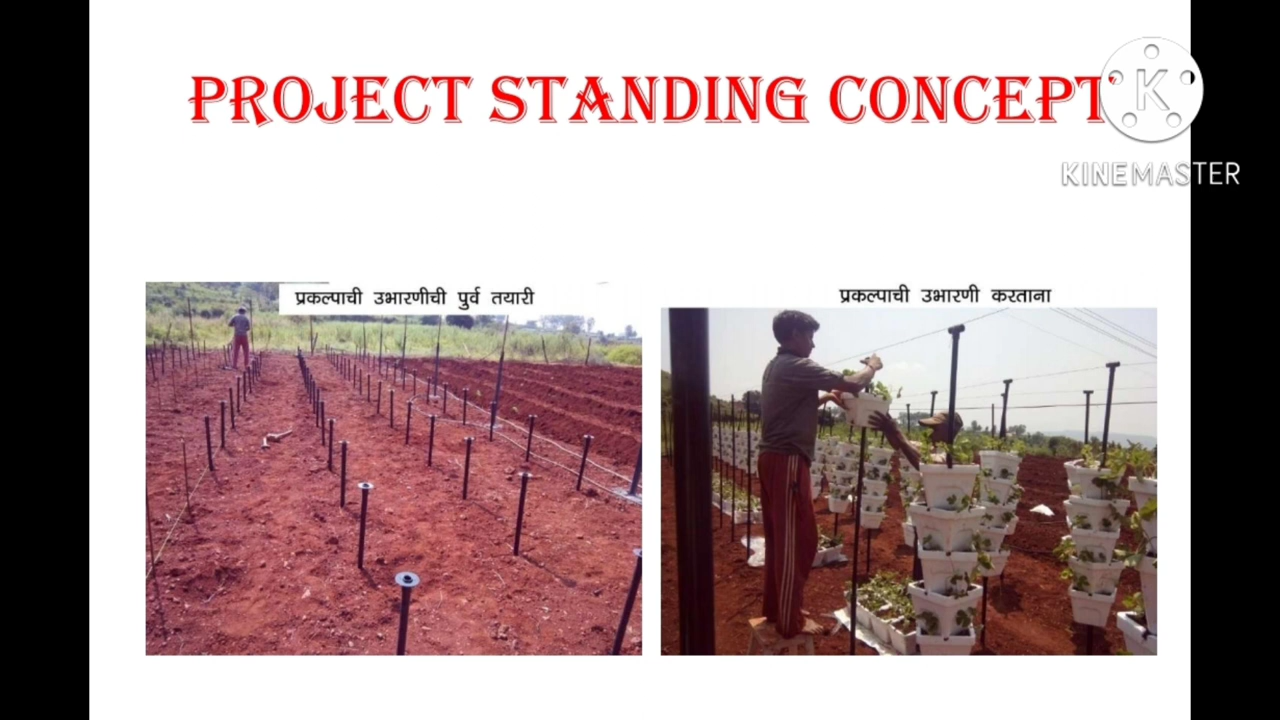 PROJECT STANDING CONCEPT
K
KINEMASTER
प्रकल्पाची उभारणीची पुर्व तयारी
प्रकल्पाची उभारणी करताना